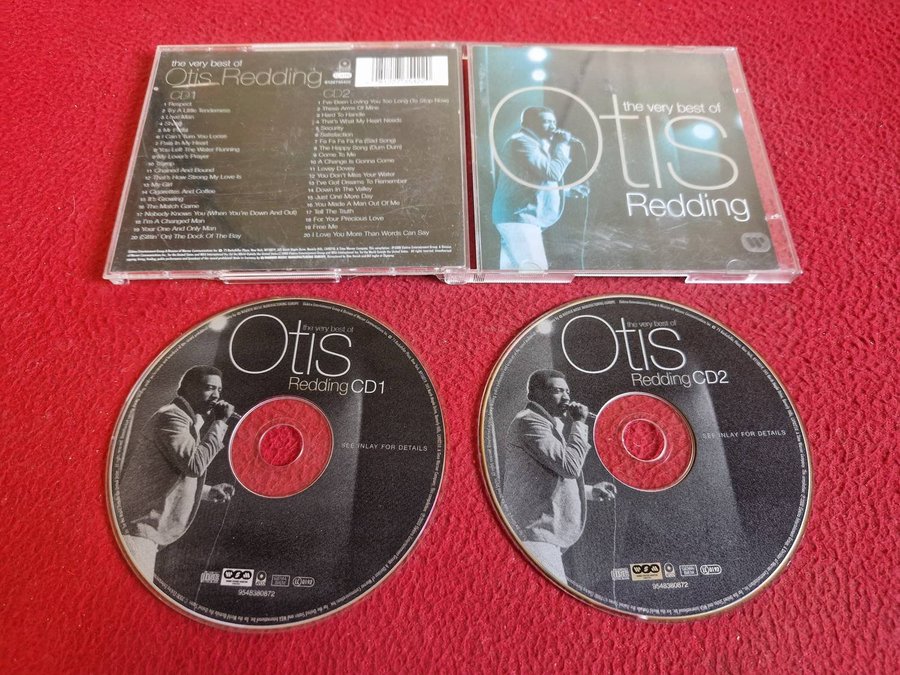 the very best of
Otis Redding
CD1
1 Respect
2 Try A Little Tenderness
3 Love Man
4 Shake
5 Mr Pitiful
6 I Can't Turn You Loose
7 Pain In My Heart
8 You Left The Water Running
9 My Lover's Prayer
10 Tramp
11 Chained And Bound
12 That's How Strong My Love Is
13 My Girl
14 Cigarettes And Coffee
15 It's Growing
16 The Match Game
17 Nobody Knows You (When You're Down And Out)
18 I'm A Changed Man
19 Your One And Only Man
20 (Sittin' On) The Dock Of The Bay
CD2
1 I've Been Loving You Too Long (To Stop Now)
2 These Arms Of Mine
3 Hard To Handle
4 That's What My Heart Needs
5 Security
6 Satisfaction
7 Fa Fa Fa Fa Fa (Sad Song)
8 The Happy Song (Dum Dum)
9 Come To Me
10 A Change Is Gonna Come
11 Lovey Dovey
12 You Don't Miss Your Water
13 I've Got Dreams To Remember
14 Down In The Valley
15 Just One More Day
16 You Made A Man Out Of Me
17 Tell The Truth
18 For Your Precious Love
19 Free Me
20 I Love You More Than Words Can Say
the very best of
Otis
Redding
the very best of
Otis
Redding CD1
SEE INLAY FOR DETAILS
9548380872
the very best of
Otis
Redding CD2
SEE INLAY FOR DETAILS
9548380872